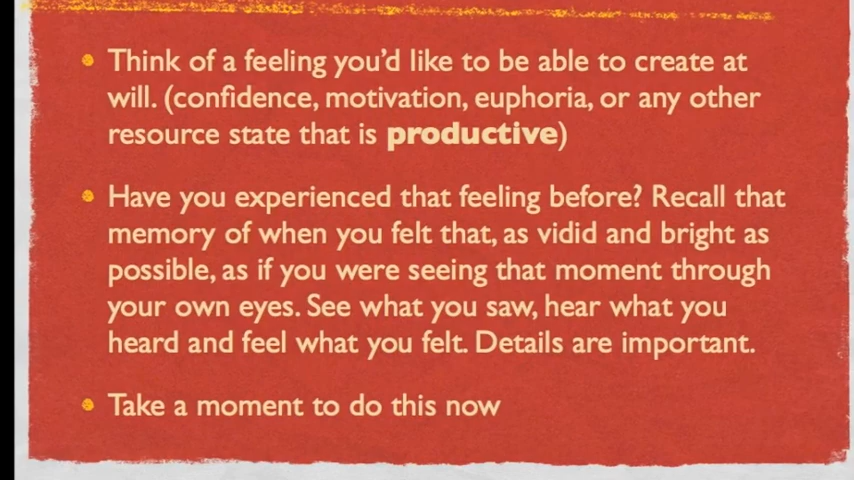 Think of a feeling you'd like to be able to create at
will. (confidence, motivation, euphoria, or any other
resource state that is productive)
Have you experienced that feeling before? Recall that
memory of when you felt that, as vidid and bright as
possible, as if you were seeing that moment through
your own eyes. See what you saw, hear what you
heard and feel what you felt. Details are important.
Take a moment to do this now